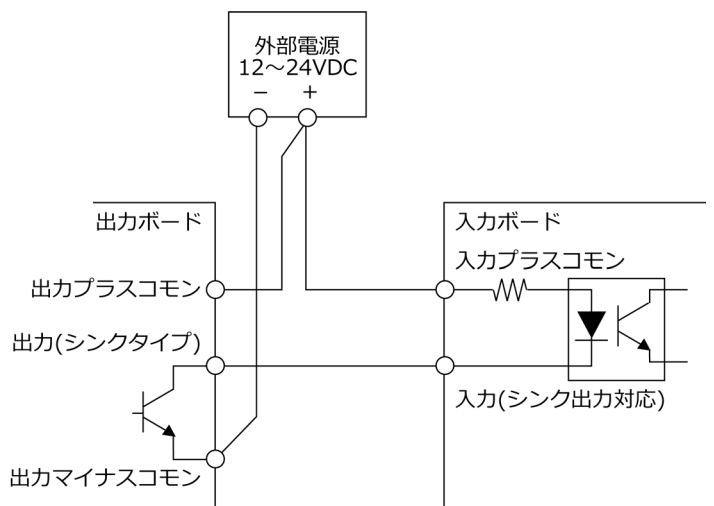 外部電源
12～24VDC
－ ＋
出力ボード
入力ボード
入力プラスコモン
出力プラスコモン
出力(シンクタイプ)
入力(シンク出力対応)
出力マイナスコモン